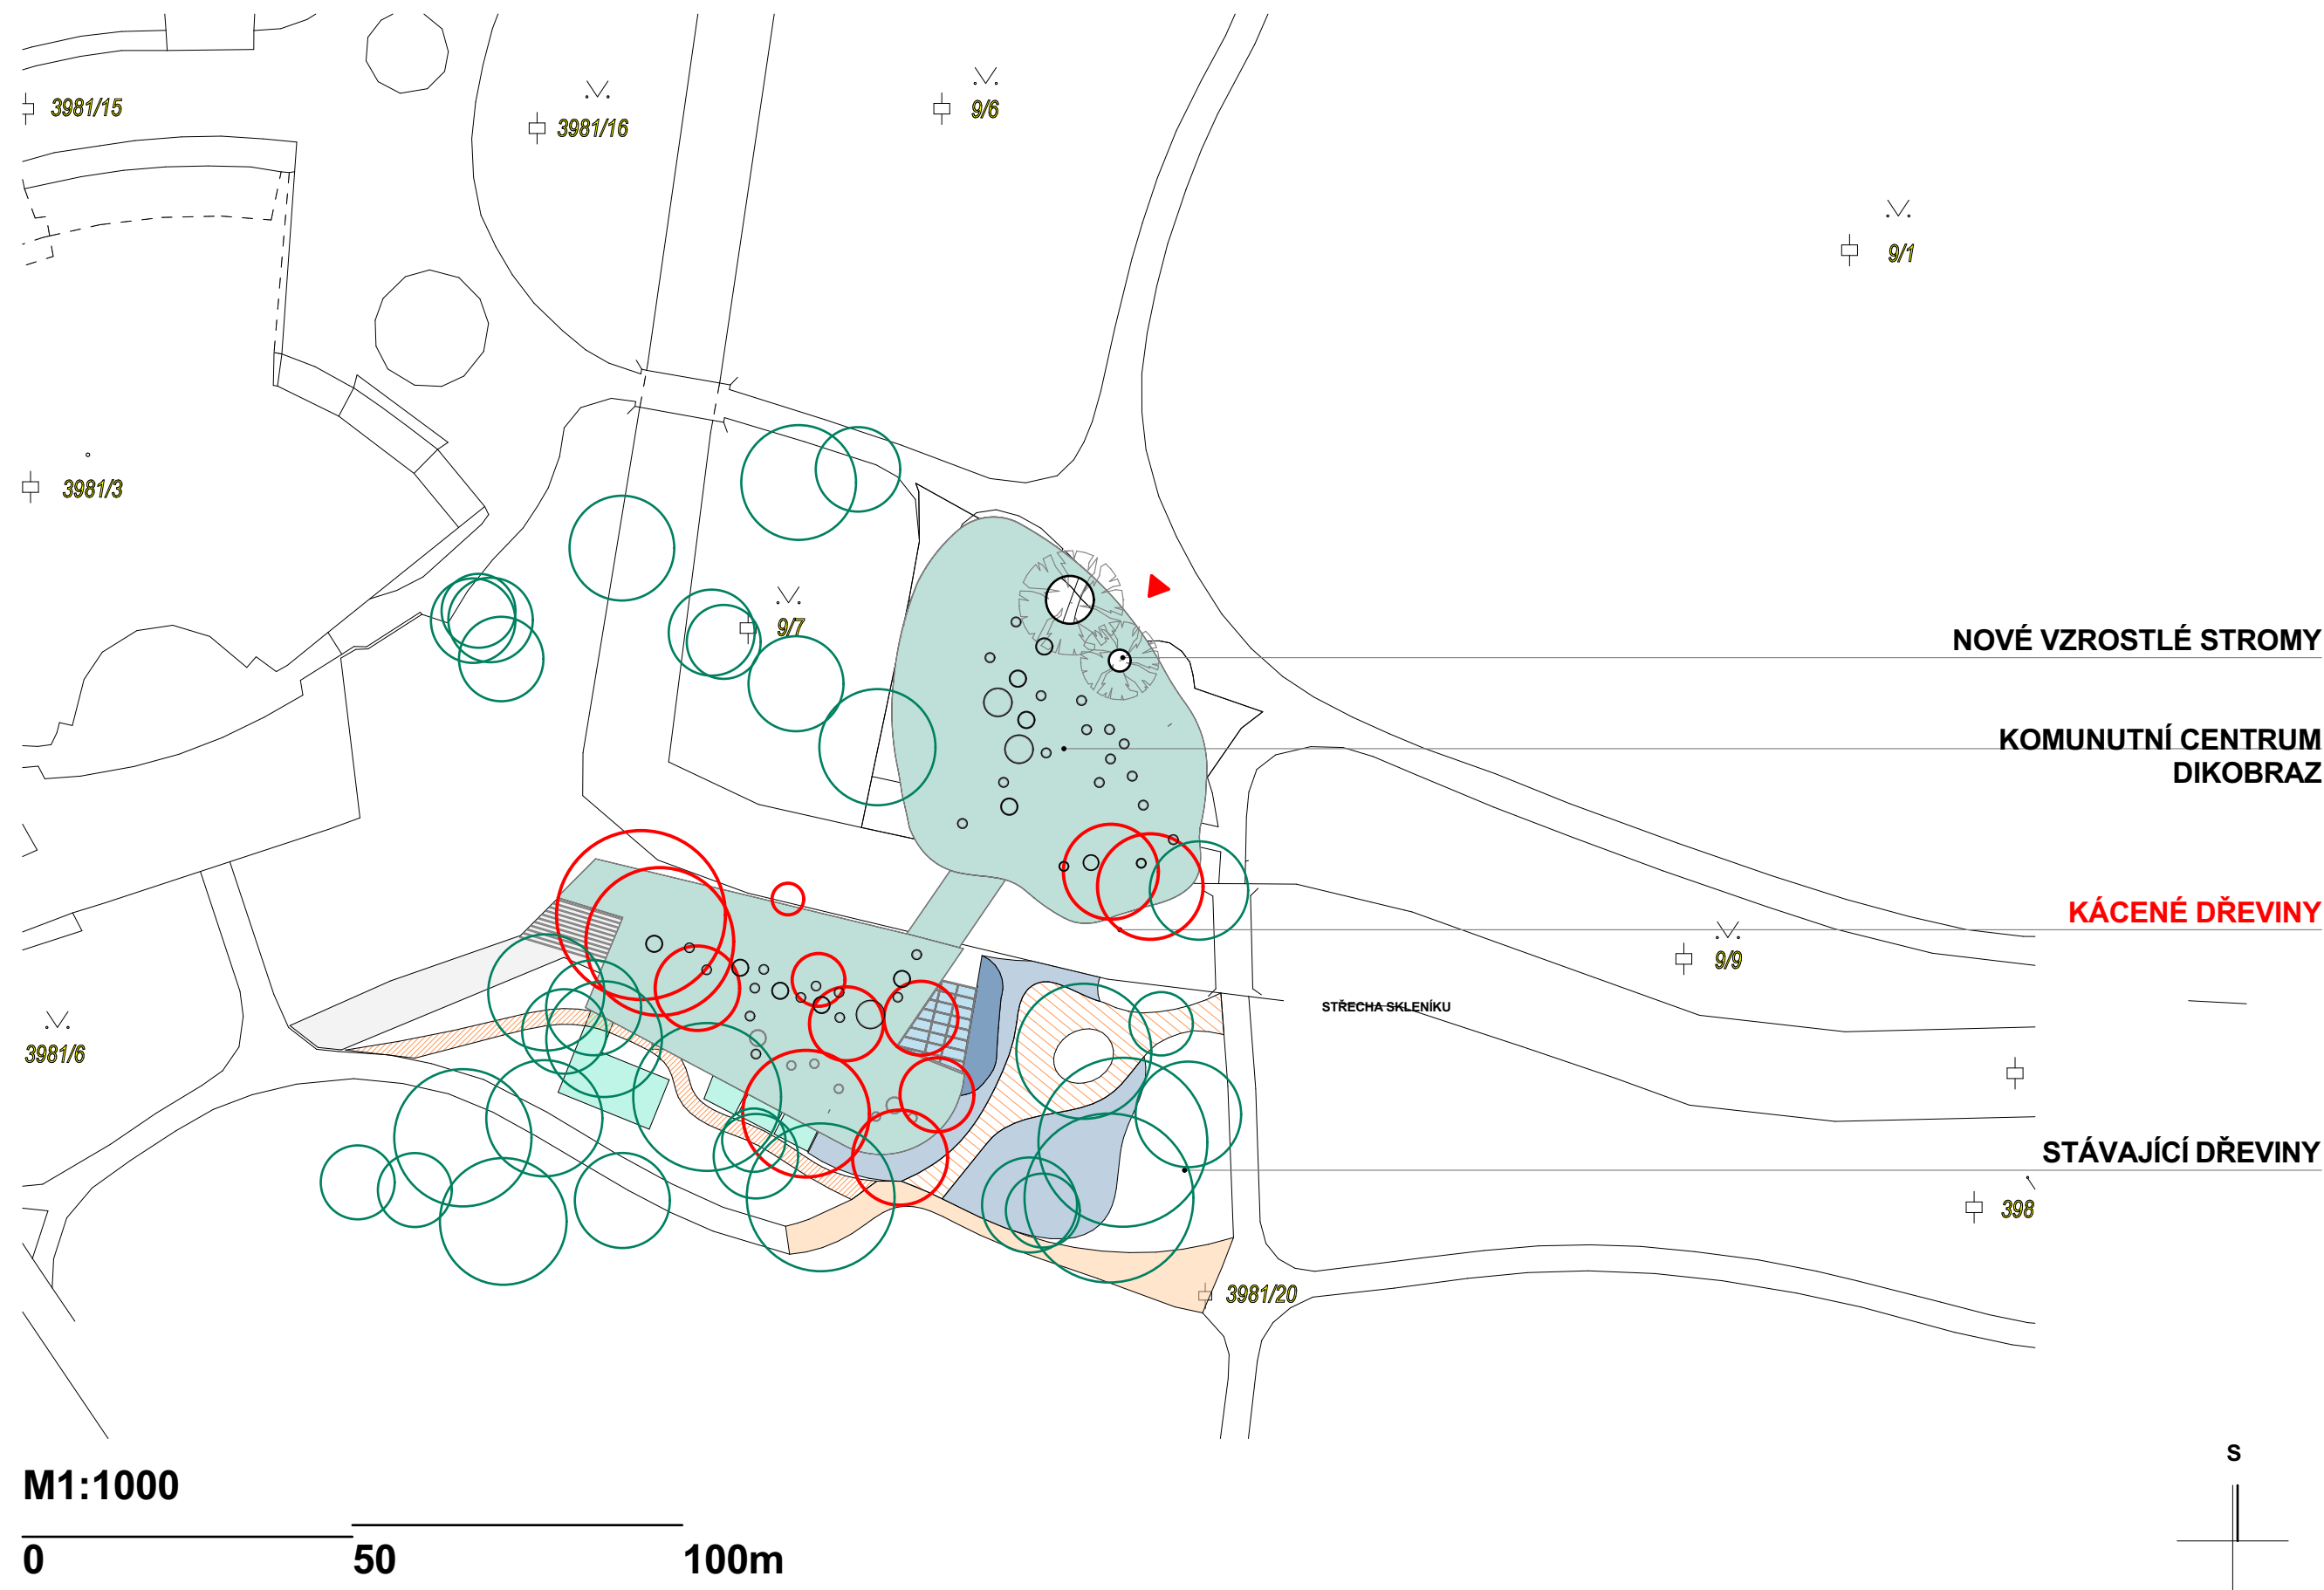 3981/15
3981/16
9/6
9/1
3981/3
9/7
NOVÉ VZROSTLÉ STROMY
KOMUNUTNÍ CENTRUM
DIKOBRAZ
KÁCENÉ DŘEVINY
9/9
STŘECHA SKLENÍKU
3981/6
STÁVAJÍCÍ DŘEVINY
398
3981/20
S
M1:1000
0 50 100m